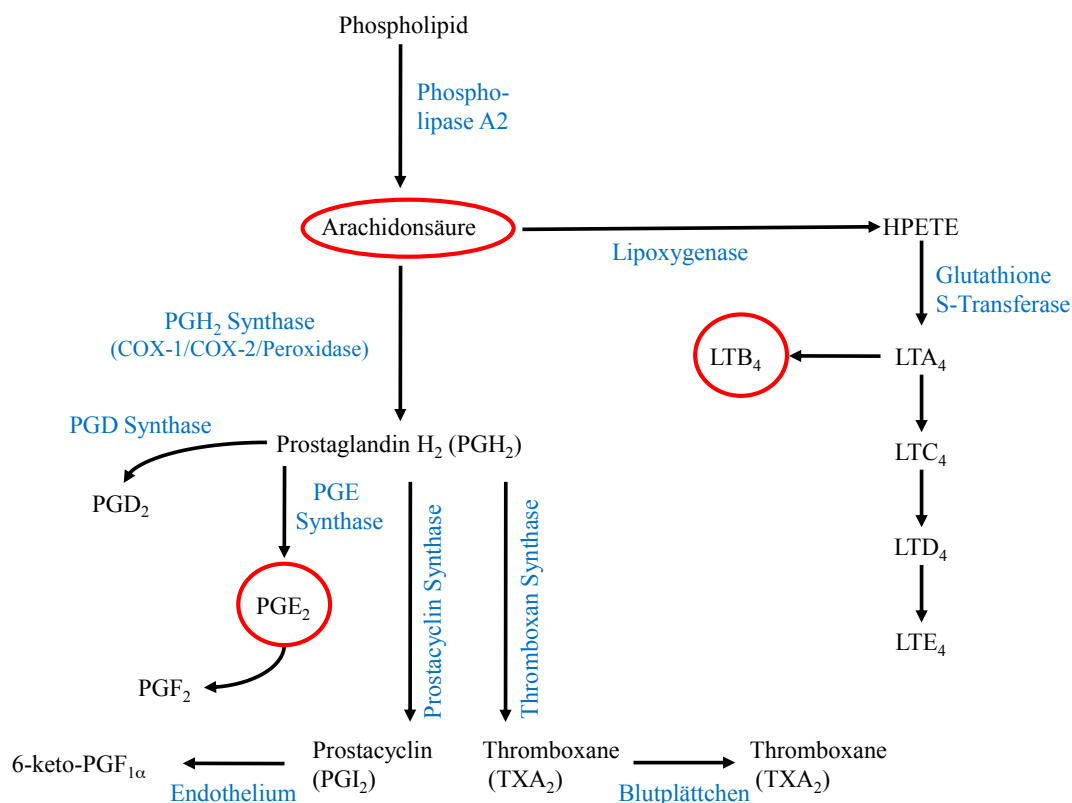 Phospholipid
Phospho-
lipase A2
Arachidonsäure
HPETE
Lipoxygenase
Glutathione
S-Transferase
PGH₂ Synthase
(COX-1/COX-2/Peroxidase)
LTB₄
LTA₄
PGD Synthase
Prostaglandin H₂ (PGH₂)
LTC₄
PGD₂
PGE
Synthase
Prostacyclin Synthase
Thromboxan Synthase
LTD₄
PGE₂
LTE₄
PGF₂
6-keto-PGF₁α
Endothelium
Prostacyclin
(PGI₂)
Thromboxane
(TXA₂)
Blutplättchen
Thromboxane
(TXA₂)